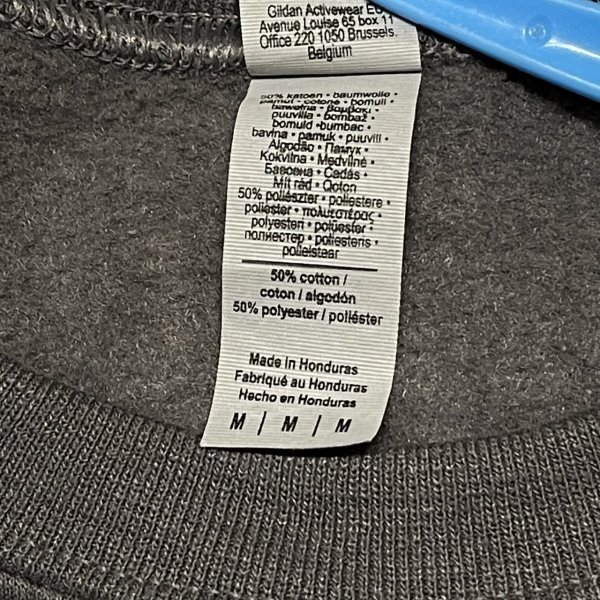 Gildan Activewear EU
Avenue Louise 65 box 11
Office 220 1050 Brussels.
Belgium
50% katoen • baumwolle •
pamut • cotone • bomull •
bawełna • βαμβάκι •
puuvilla • bombaž •
bomuld • bumbac •
bavlna • pamuk • puuvill •
Algodão • Памук •
Kokvilna • Medvilnė •
Бавовна • Cadás •
Mít rád • Qoton
50% poliészter • poliestere •
poliester • πολυεστέρας •
polyesteri • polüester •
полиестер • poliesteris •
poileistear
50% cotton /
coton / algodón
50% polyester / poliéster
Made in Honduras
Fabriqué au Honduras
Hecho en Honduras
M | M | M